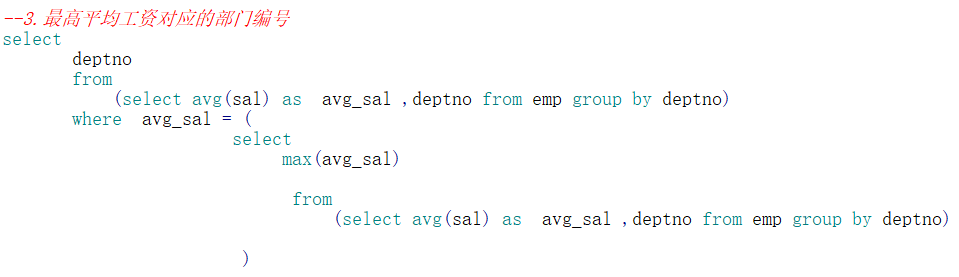 --3.最高平均工资对应的部门编号
select
deptno
from
(select avg(sal) as avg_sal ,deptno from emp group by deptno)
where avg_sal = (
select
max(avg_sal)
from
(select avg(sal) as avg_sal ,deptno from emp group by deptno)
)